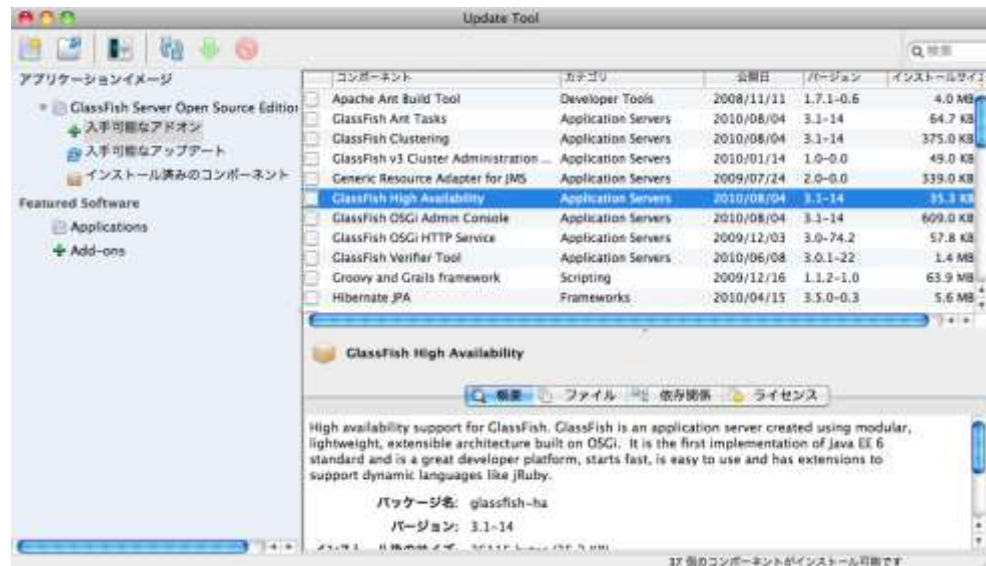 Update Tool
検索
アプリケーションイメージ
GlassFish Server Open Source Edition
入手可能なアドオン
入手可能なアップデート
インストール済みのコンポーネント
Featured Software
Applications
Add-ons
コンポーネント カテゴリ 公開日 バージョン インストールサイズ
Apache Ant Build Tool Developer Tools 2008/11/11 1.7.1-0.6 4.0 MB
GlassFish Ant Tasks Application Servers 2010/08/04 3.1-14 64.7 KB
GlassFish Clustering Application Servers 2010/08/04 3.1-14 375.0 KB
GlassFish v3 Cluster Administration ... Application Servers 2010/01/14 1.0-0.0 49.0 KB
Generic Resource Adapter for JMS Application Servers 2009/07/24 2.0-0.0 339.0 KB
GlassFish High Availability Application Servers 2010/08/04 3.1-14 35.3 KB
GlassFish OSGi Admin Console Application Servers 2010/08/04 3.1-14 609.0 KB
GlassFish OSGi HTTP Service Application Servers 2009/12/03 3.0-74.2 57.8 KB
GlassFish Verifier Tool Application Servers 2010/06/08 3.0.1-22 1.4 MB
Groovy and Grails framework Scripting 2009/12/16 1.1.2-1.0 63.9 MB
Hibernate JPA Frameworks 2010/04/15 3.5.0-0.3 5.6 MB
GlassFish High Availability
概要 ファイル 依存関係 ライセンス
High availability support for GlassFish. GlassFish is an application server created using modular,
lightweight, extensible architecture built on OSGi. It is the first implementation of Java EE 6
standard and is a great developer platform, starts fast, is easy to use and has extensions to
support dynamic languages like jRuby.
パッケージ名: glassfish-ha
バージョン: 3.1-14
37 個のコンポーネントがインストール可能です